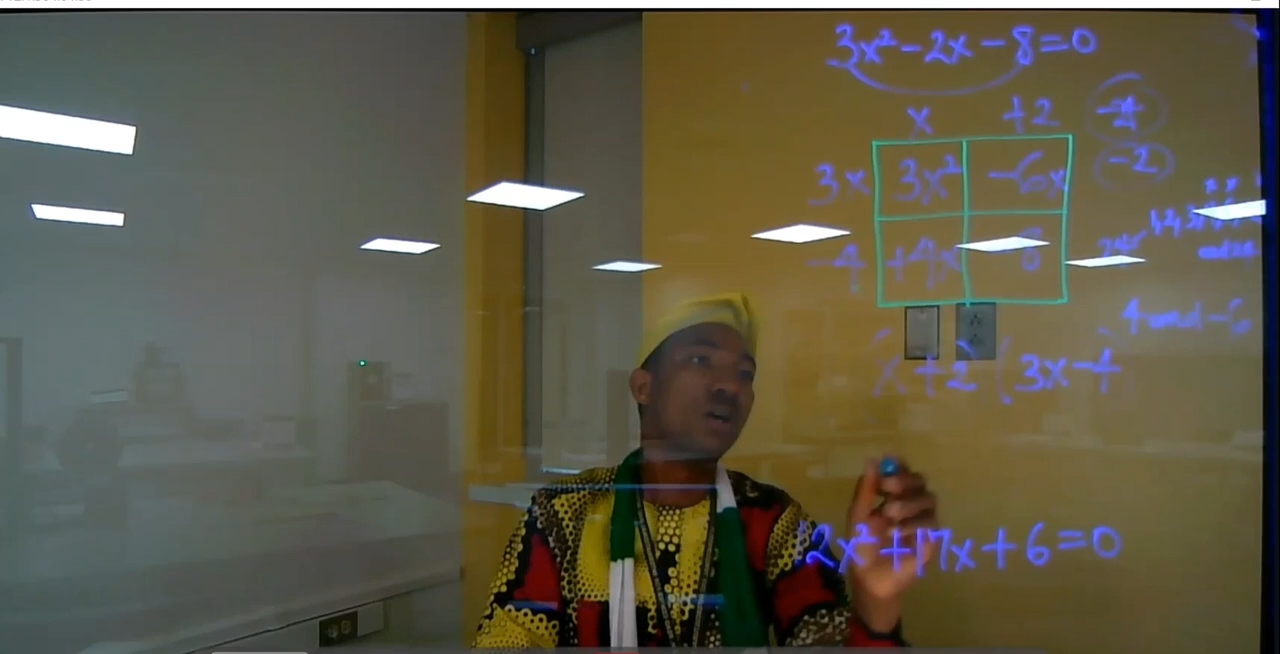 3x²-2x-8=0
x +2
3x 3x² -6x -2
-4 +4x 8
4 and -6
x+2 (3x-4
12x²+17x+6=0